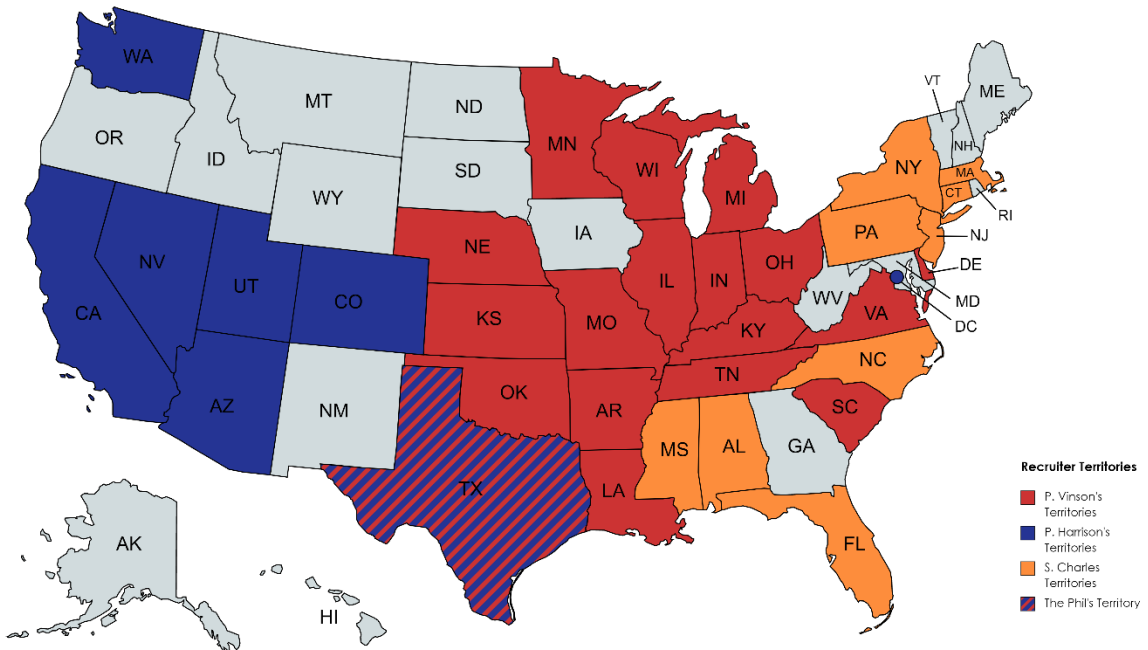 WA
MT
ND
MN
VT
ME
OR
ID
SD
WI
NY
NH
MA
WY
MI
CT
RI
IA
PA
NJ
NE
OH
NV
UT
CO
IL
IN
WV
DE
CA
KS
MO
VA
MD
KY
DC
NC
TN
AZ
NM
OK
AR
SC
MS
AL
GA
TX
LA
FL
AK
HI
Recruiter Territories
P. Vinson's
Territories
P. Harrison's
Territories
S. Charles
Territories
The Phil's Territory